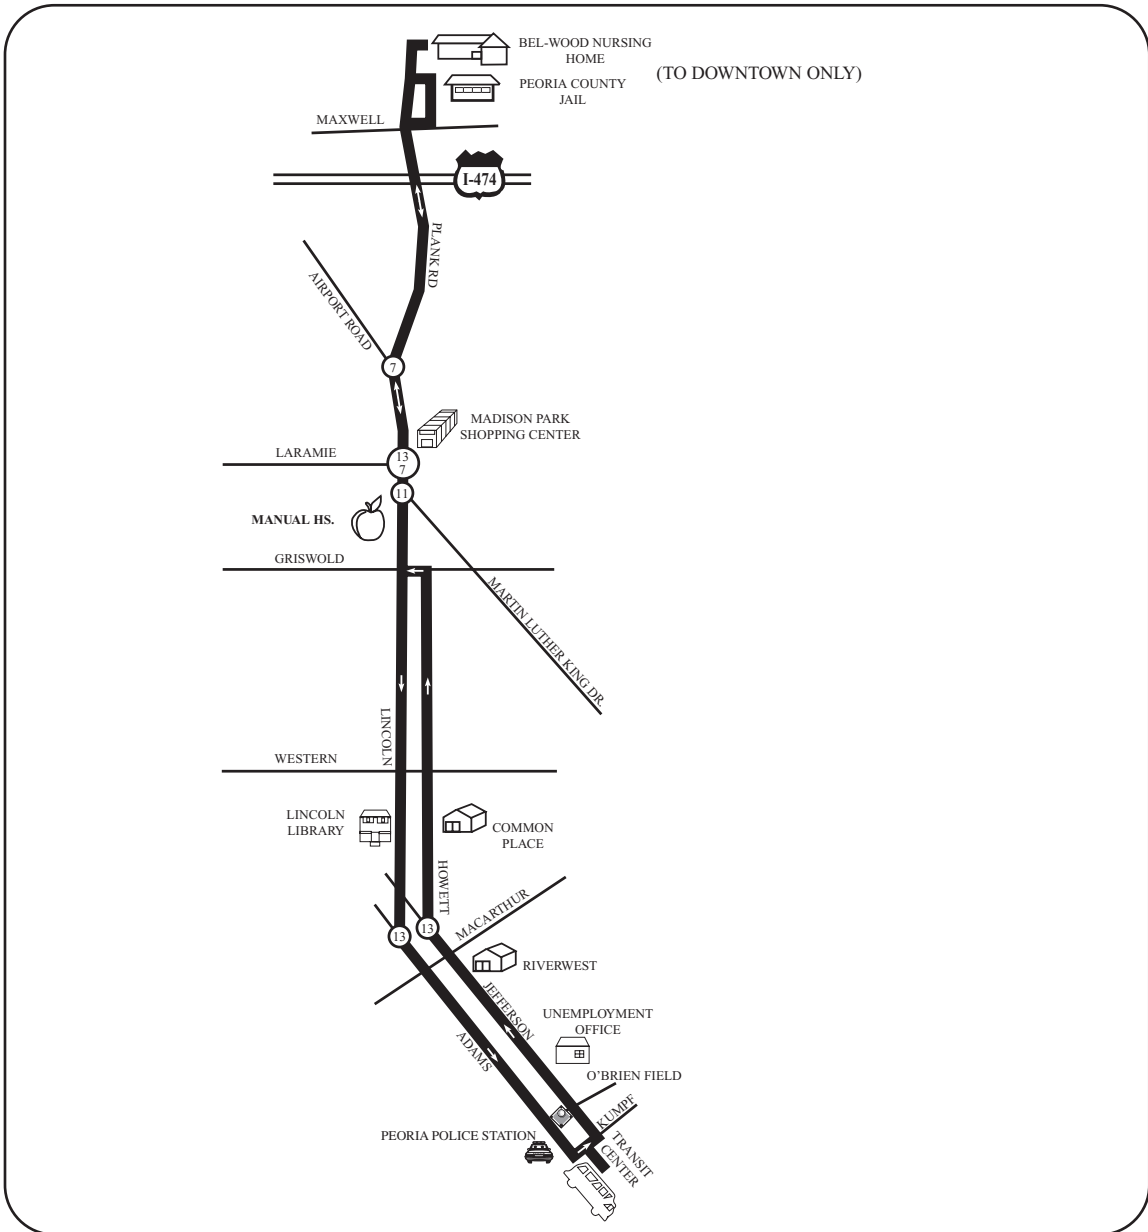 BEL-WOOD NURSING
HOME
(TO DOWNTOWN ONLY)
PEORIA COUNTY
JAIL
MAXWELL
I-474
PLANK RD
AIRPORT ROAD
7
MADISON PARK
SHOPPING CENTER
LARAMIE
13
7
11
MANUAL HS.
GRISWOLD
MARTIN LUTHER KING DR.
LINCOLN
WESTERN
LINCOLN
LIBRARY
COMMON
PLACE
HOWETT
MACARTHUR
13
13
RIVERWEST
JEFFERSON
UNEMPLOYMENT
OFFICE
ADAMS
O'BRIEN FIELD
KUMPF
PEORIA POLICE STATION
TRANSIT
CENTER